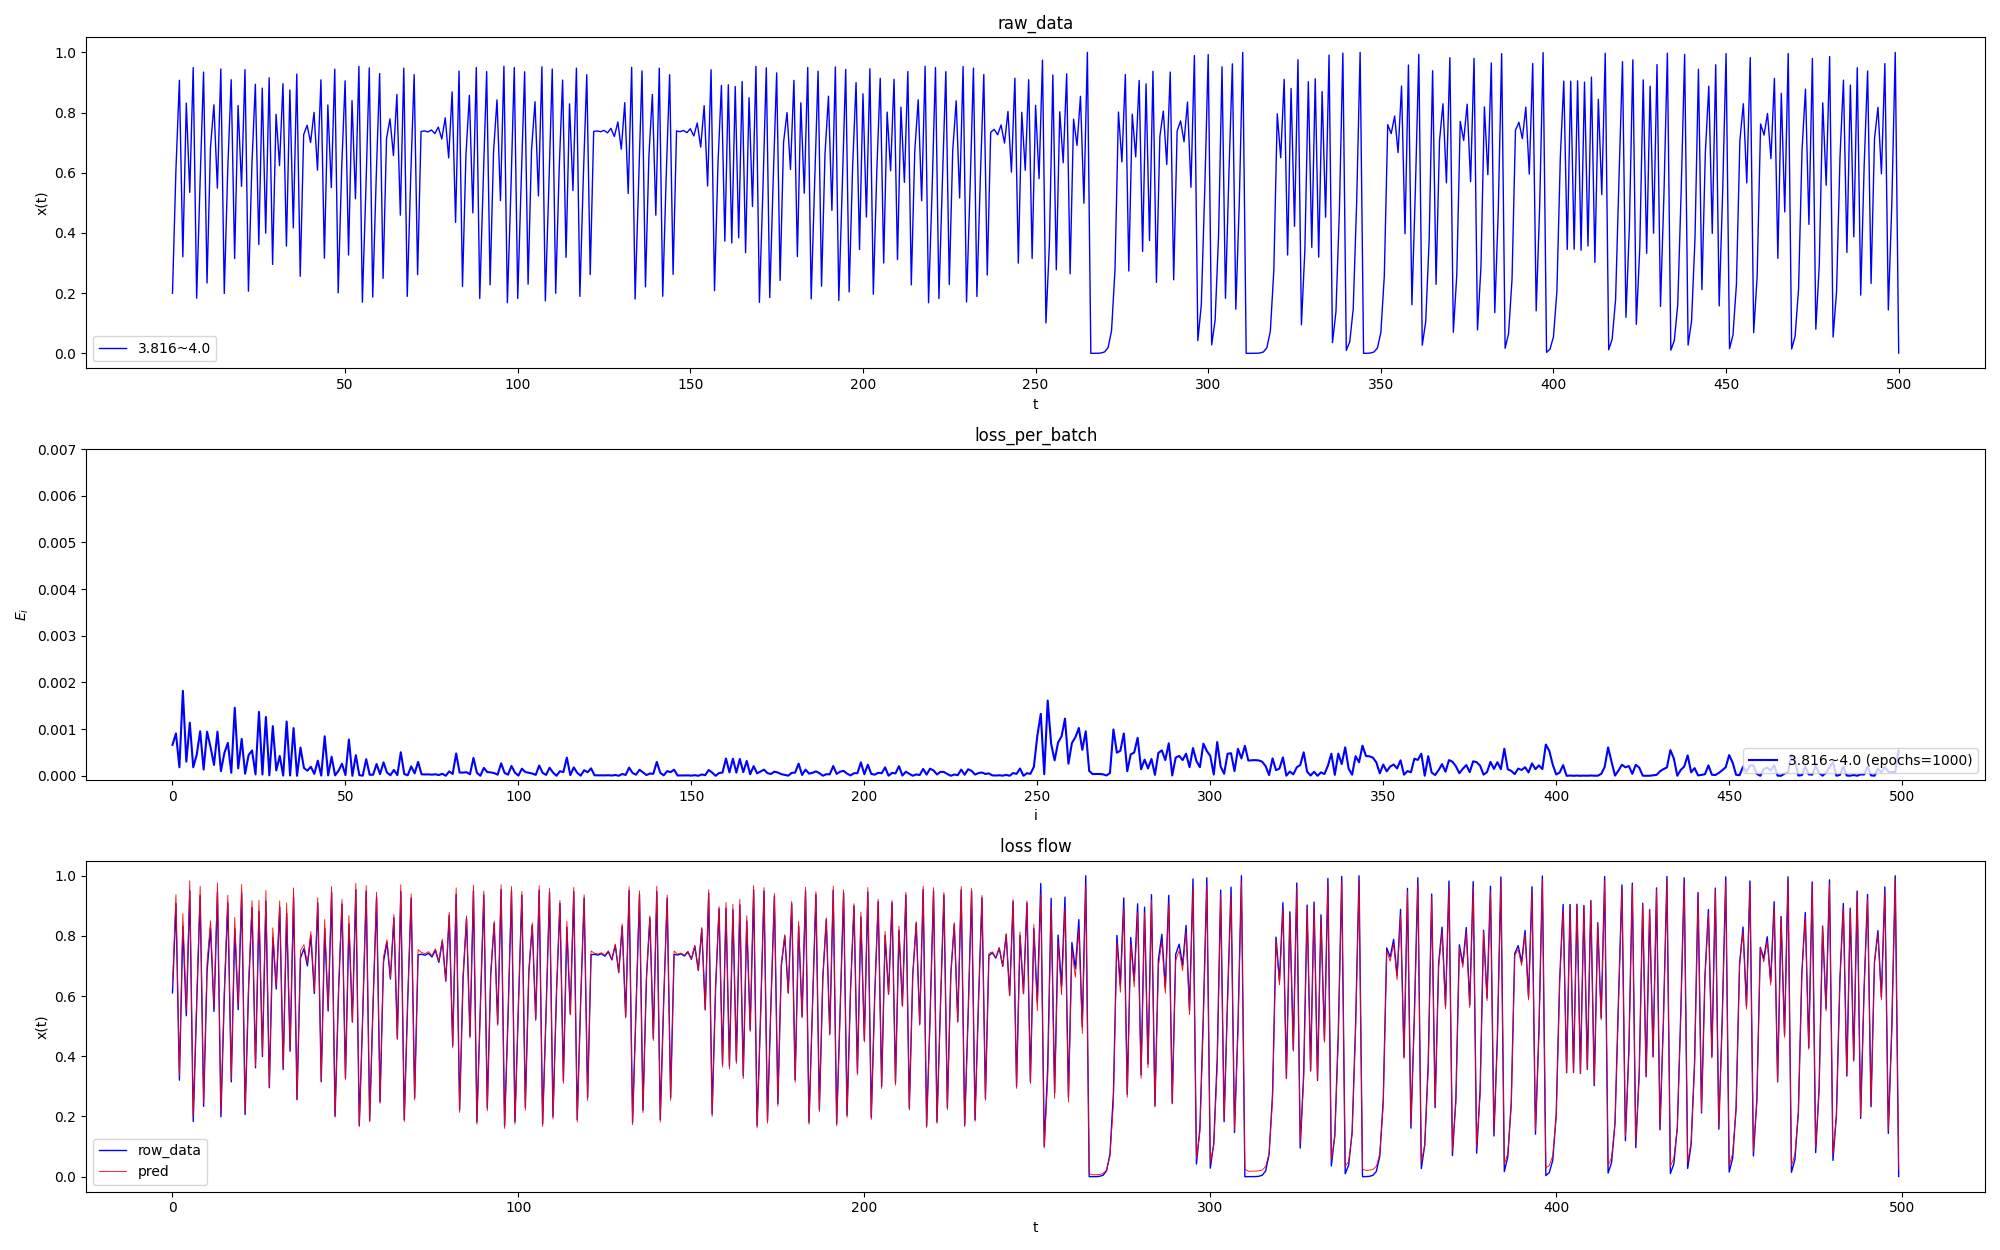 raw_data
1.0
0.8
0.6
0.4
0.2
0.0
x(t)
3.816~4.0
50 100 150 200 250 300 350 400 450 500
t
loss_per_batch
0.007
0.006
0.005
0.004
0.003
0.002
0.001
0.000
E_i
3.816~4.0 (epochs=1000)
0 50 100 150 200 250 300 350 400 450 500
i
loss flow
1.0
0.8
0.6
0.4
0.2
0.0
x(t)
row_data
pred
0 100 200 300 400 500
t